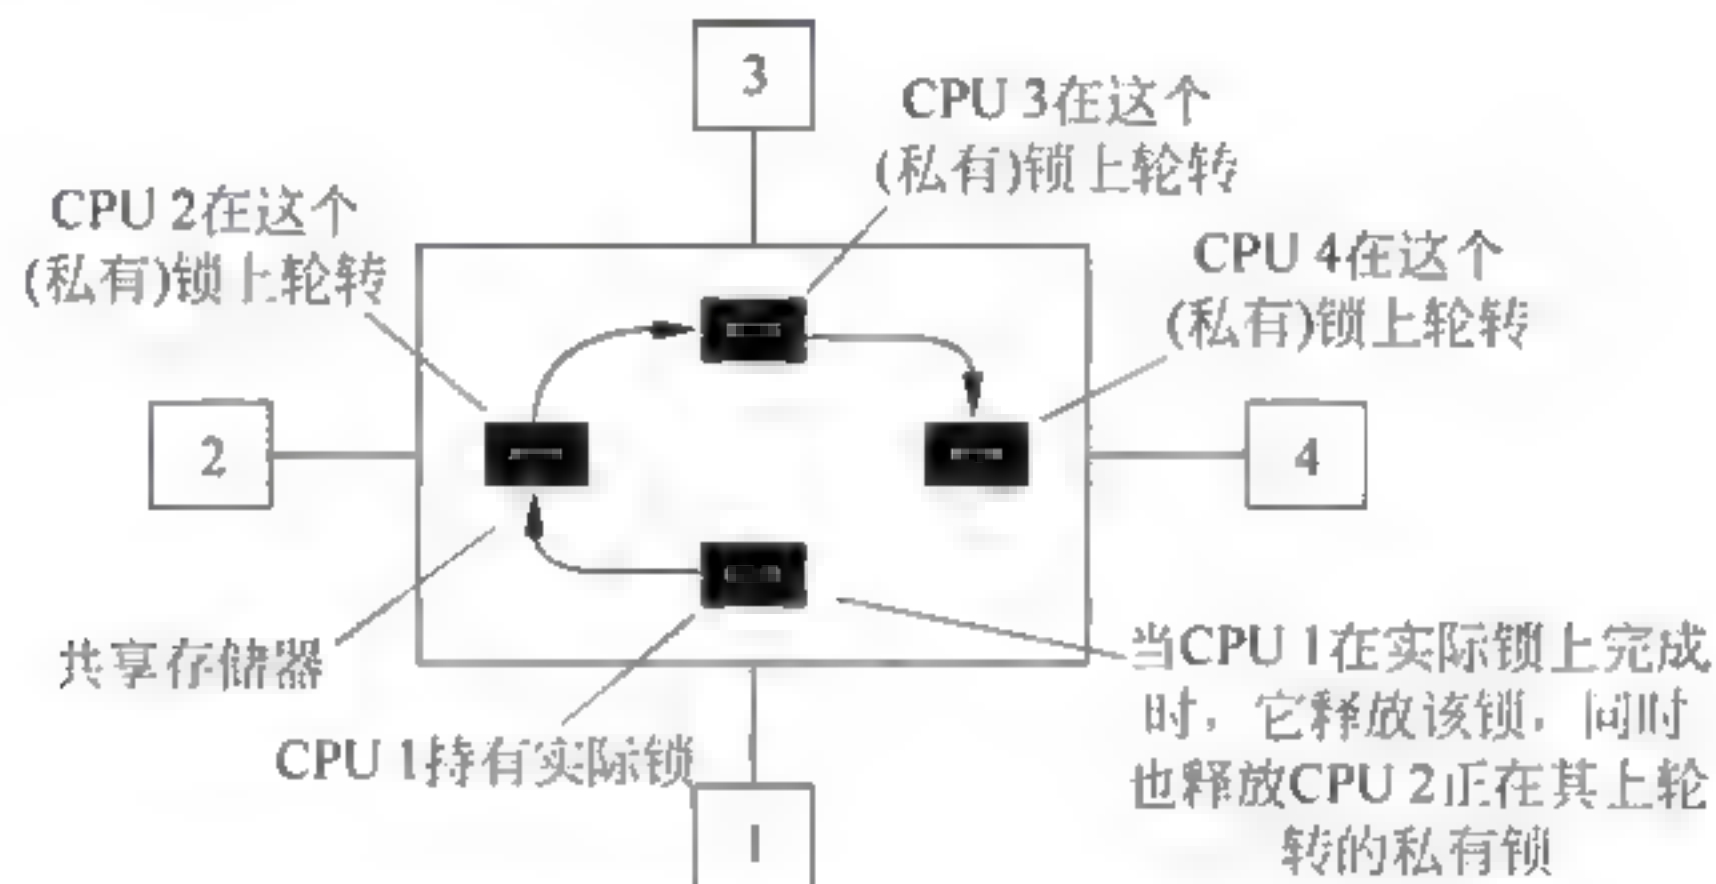 3
CPU 3在这个
(私有)锁上轮转
CPU 2在这个
(私有)锁上轮转
CPU 4在这个
(私有)锁上轮转
2
4
共享存储器
CPU 1持有实际锁
当CPU 1在实际锁上完成
时，它释放该锁，同时
也释放CPU 2正在其上轮
转的私有锁
1